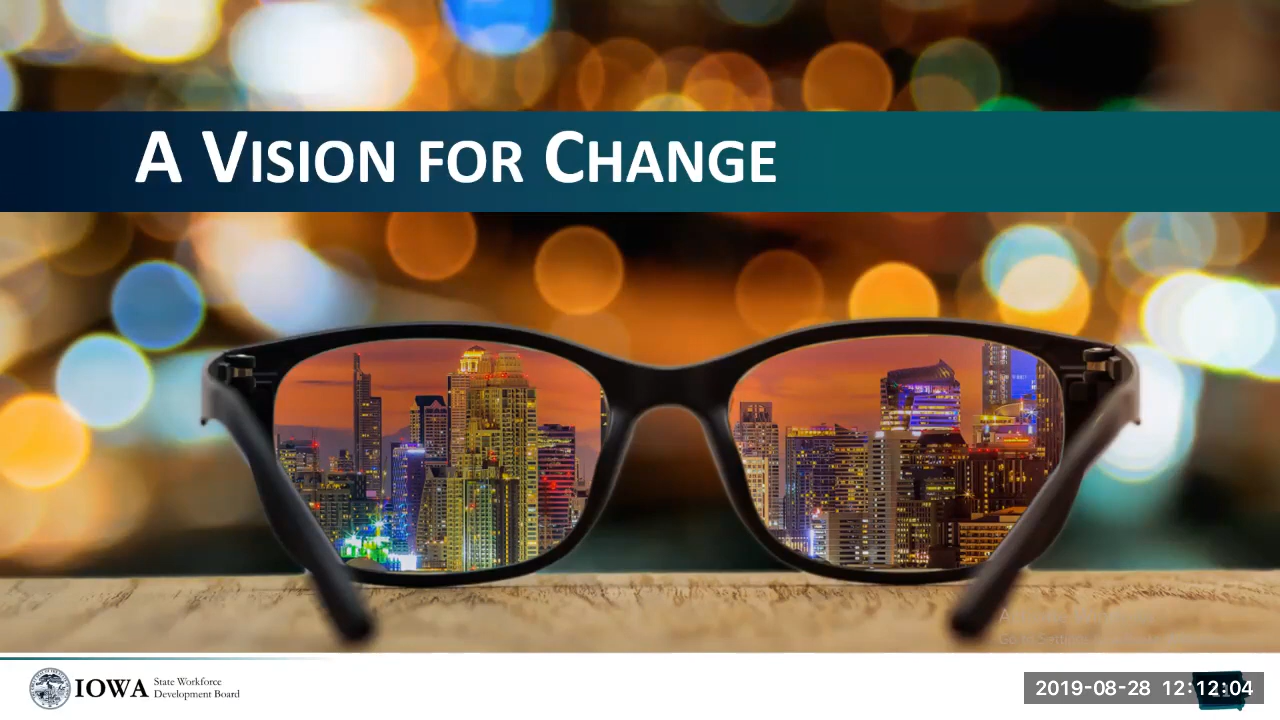 A VISION FOR CHANGE
IOWA
State Workforce
Development Board
2019-08-28 12:12:04